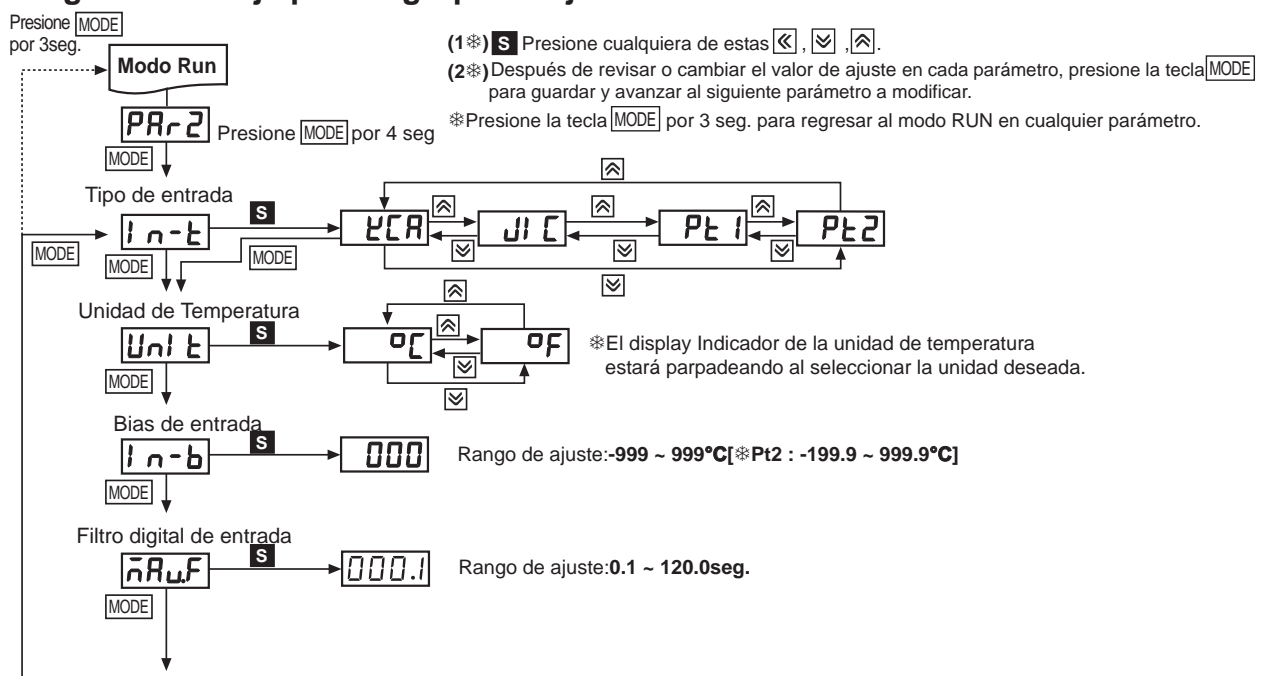 Presione MODE
por 3seg.
Modo Run
(1❉) S Presione cualquiera de estas , , .
(2❉) Después de revisar o cambiar el valor de ajuste en cada parámetro, presione la tecla MODE
para guardar y avanzar al siguiente parámetro a modificar.
❉Presione la tecla MODE por 3 seg. para regresar al modo RUN en cualquier parámetro.
PAr2 Presione MODE por 4 seg
MODE
Tipo de entrada
In-t S KCA JIC Pt1 Pt2
MODE MODE MODE
Unidad de Temperatura
UnIt S °C °F
❉El display Indicador de la unidad de temperatura
estará parpadeando al seleccionar la unidad deseada.
MODE
Bias de entrada
In-b S 000 Rango de ajuste:-999 ~ 999°C[❉Pt2 : -199.9 ~ 999.9°C]
MODE
Filtro digital de entrada
mAu.F S 000.1 Rango de ajuste:0.1 ~ 120.0seg.
MODE